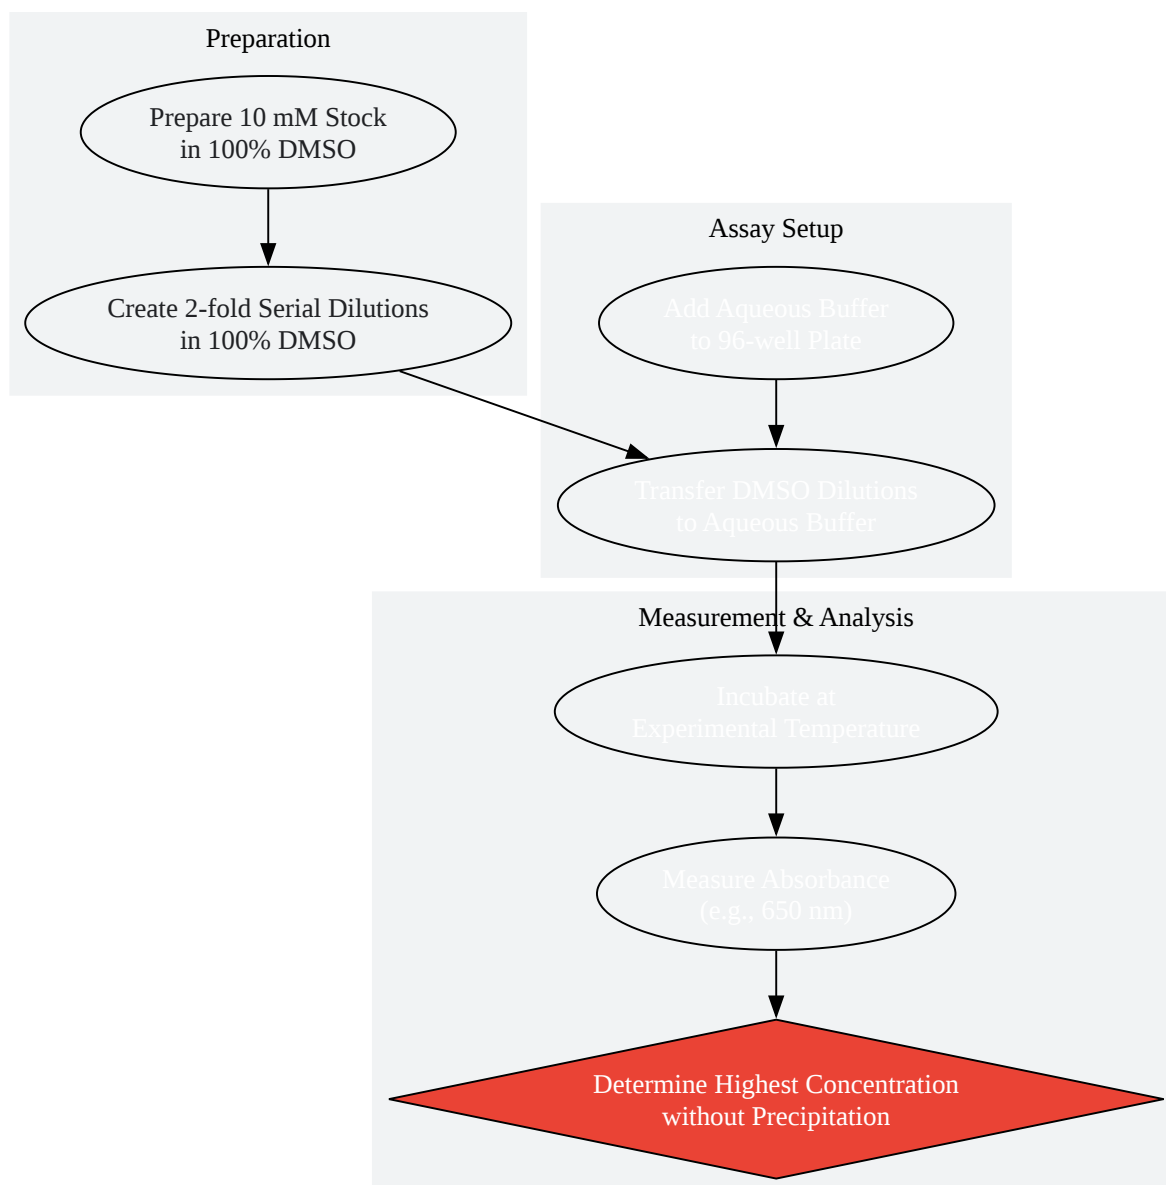 Preparation
Prepare 10 mM Stock
in 100% DMSO
Create 2-fold Serial Dilutions
in 100% DMSO
Assay Setup
Add Aqueous Buffer
to 96-well Plate
Transfer DMSO Dilutions
to Aqueous Buffer
Measurement & Analysis
Incubate at
Experimental Temperature
Measure Absorbance
(e.g., 650 nm)
Determine Highest Concentration
without Precipitation